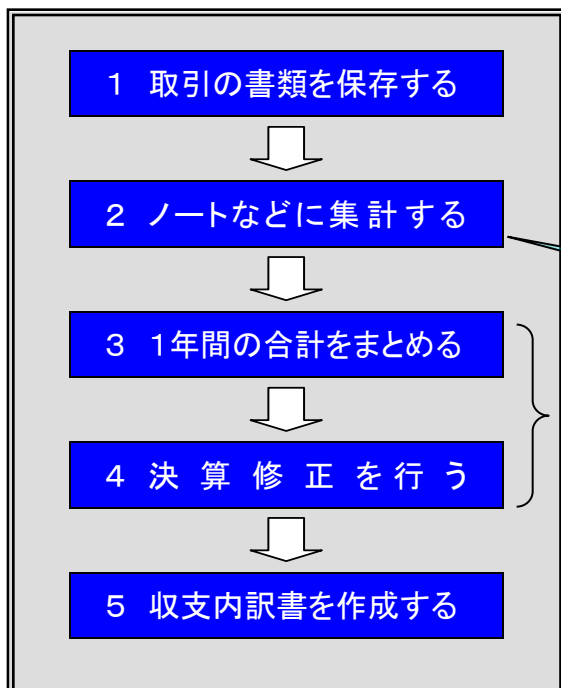 １ 取引の書類を保存する
２ ノートなどに集計する
３ １年間の合計をまとめる
４ 決算修正を行う
５ 収支内訳書を作成する